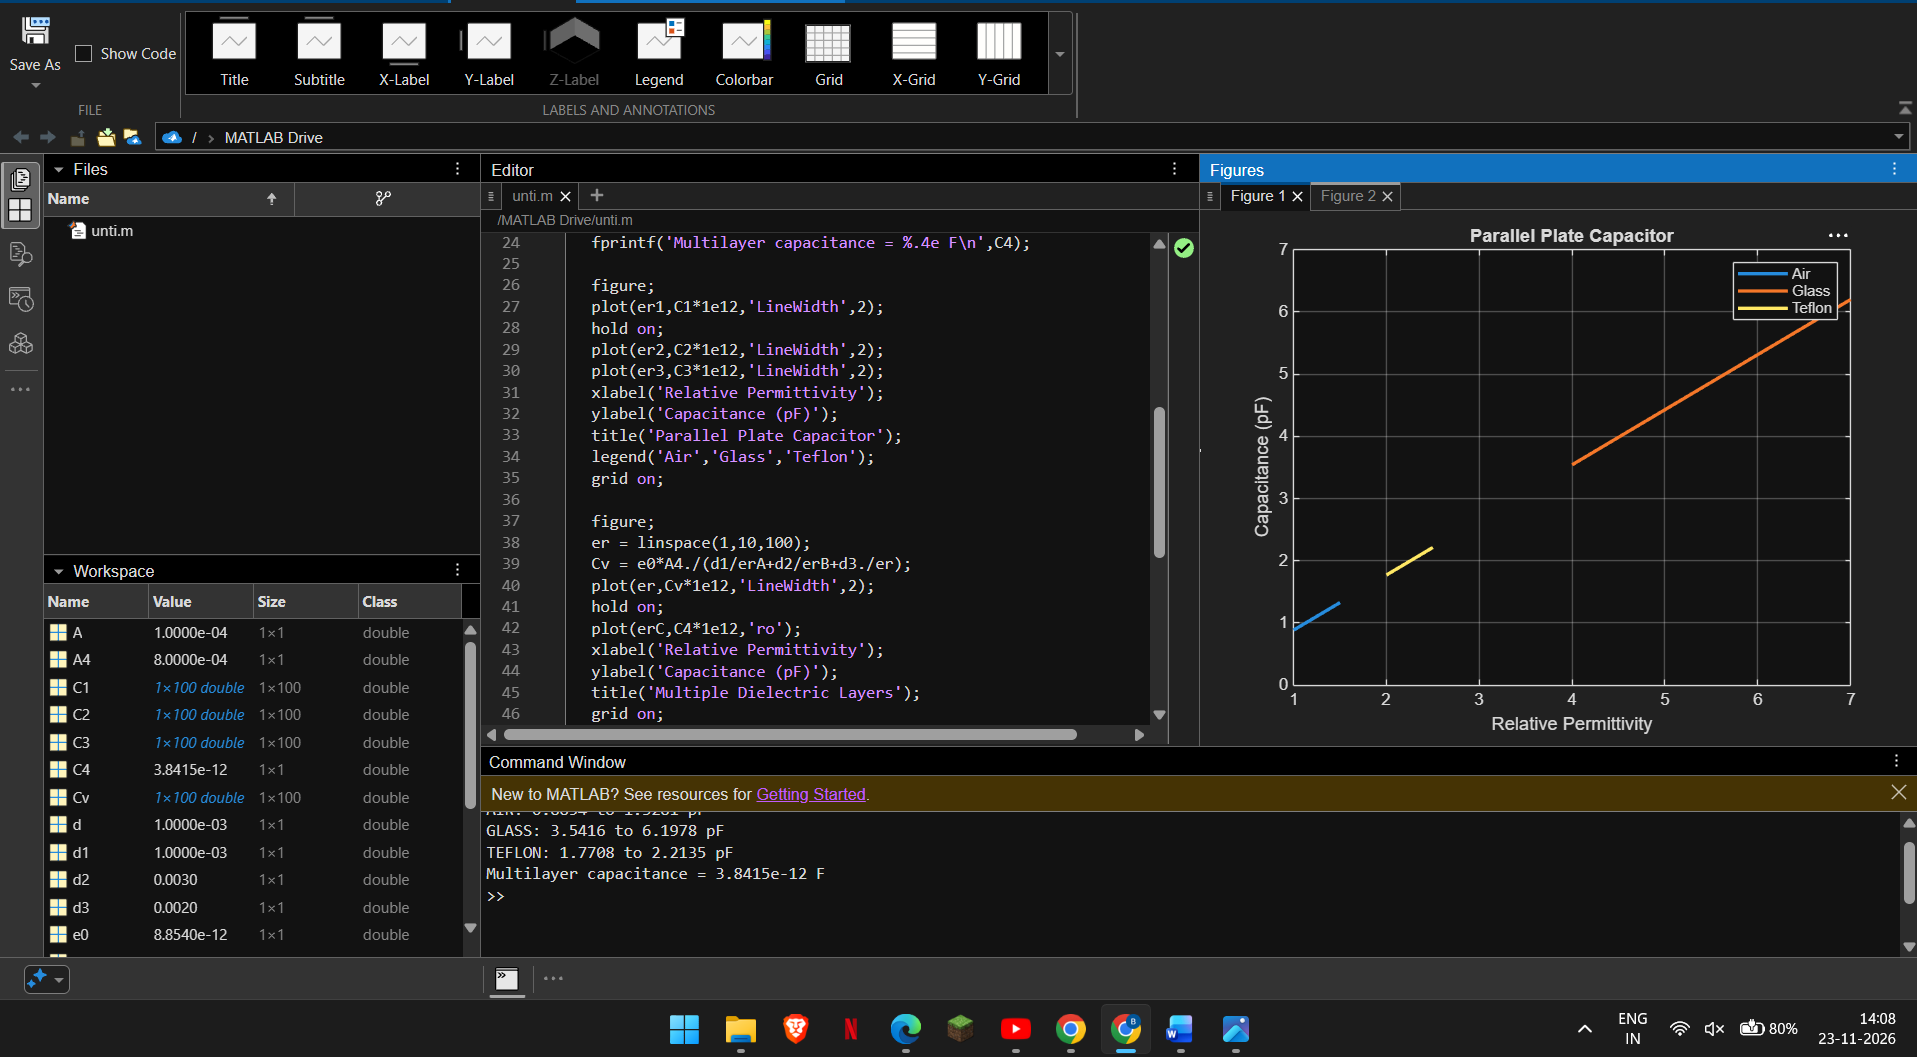 Save As
Show Code
FILE
Title
Subtitle
X-Label
Y-Label
Z-Label
Legend
Colorbar
Grid
X-Grid
Y-Grid
LABELS AND ANNOTATIONS
/ › MATLAB Drive
Files
Name
unti.m
Workspace
Name Value Size Class
A 1.0000e-04 1×1 double
A4 8.0000e-04 1×1 double
C1 1×100 double 1×100 double
C2 1×100 double 1×100 double
C3 1×100 double 1×100 double
C4 3.8415e-12 1×1 double
Cv 1×100 double 1×100 double
d 1.0000e-03 1×1 double
d1 1.0000e-03 1×1 double
d2 0.0030 1×1 double
d3 0.0020 1×1 double
e0 8.8540e-12 1×1 double
Editor
unti.m
/MATLAB Drive/unti.m
24 fprintf('Multilayer capacitance = %.4e F\n',C4);
25
26 figure;
27 plot(er1,C1*1e12,'LineWidth',2);
28 hold on;
29 plot(er2,C2*1e12,'LineWidth',2);
30 plot(er3,C3*1e12,'LineWidth',2);
31 xlabel('Relative Permittivity');
32 ylabel('Capacitance (pF)');
33 title('Parallel Plate Capacitor');
34 legend('Air','Glass','Teflon');
35 grid on;
36
37 figure;
38 er = linspace(1,10,100);
39 Cv = e0*A4./(d1/erA+d2/erB+d3./er);
40 plot(er,Cv*1e12,'LineWidth',2);
41 hold on;
42 plot(erC,C4*1e12,'ro');
43 xlabel('Relative Permittivity');
44 ylabel('Capacitance (pF)');
45 title('Multiple Dielectric Layers');
46 grid on;
Figures
Figure 1
Figure 2
Parallel Plate Capacitor
Air
Glass
Teflon
Capacitance (pF)
7
6
5
4
3
2
1
0
1 2 3 4 5 6 7
Relative Permittivity
Command Window
New to MATLAB? See resources for Getting Started.
GLASS: 3.5416 to 6.1978 pF
TEFLON: 1.7708 to 2.2135 pF
Multilayer capacitance = 3.8415e-12 F
>>
ENG
IN
80%
14:08
23-11-2026